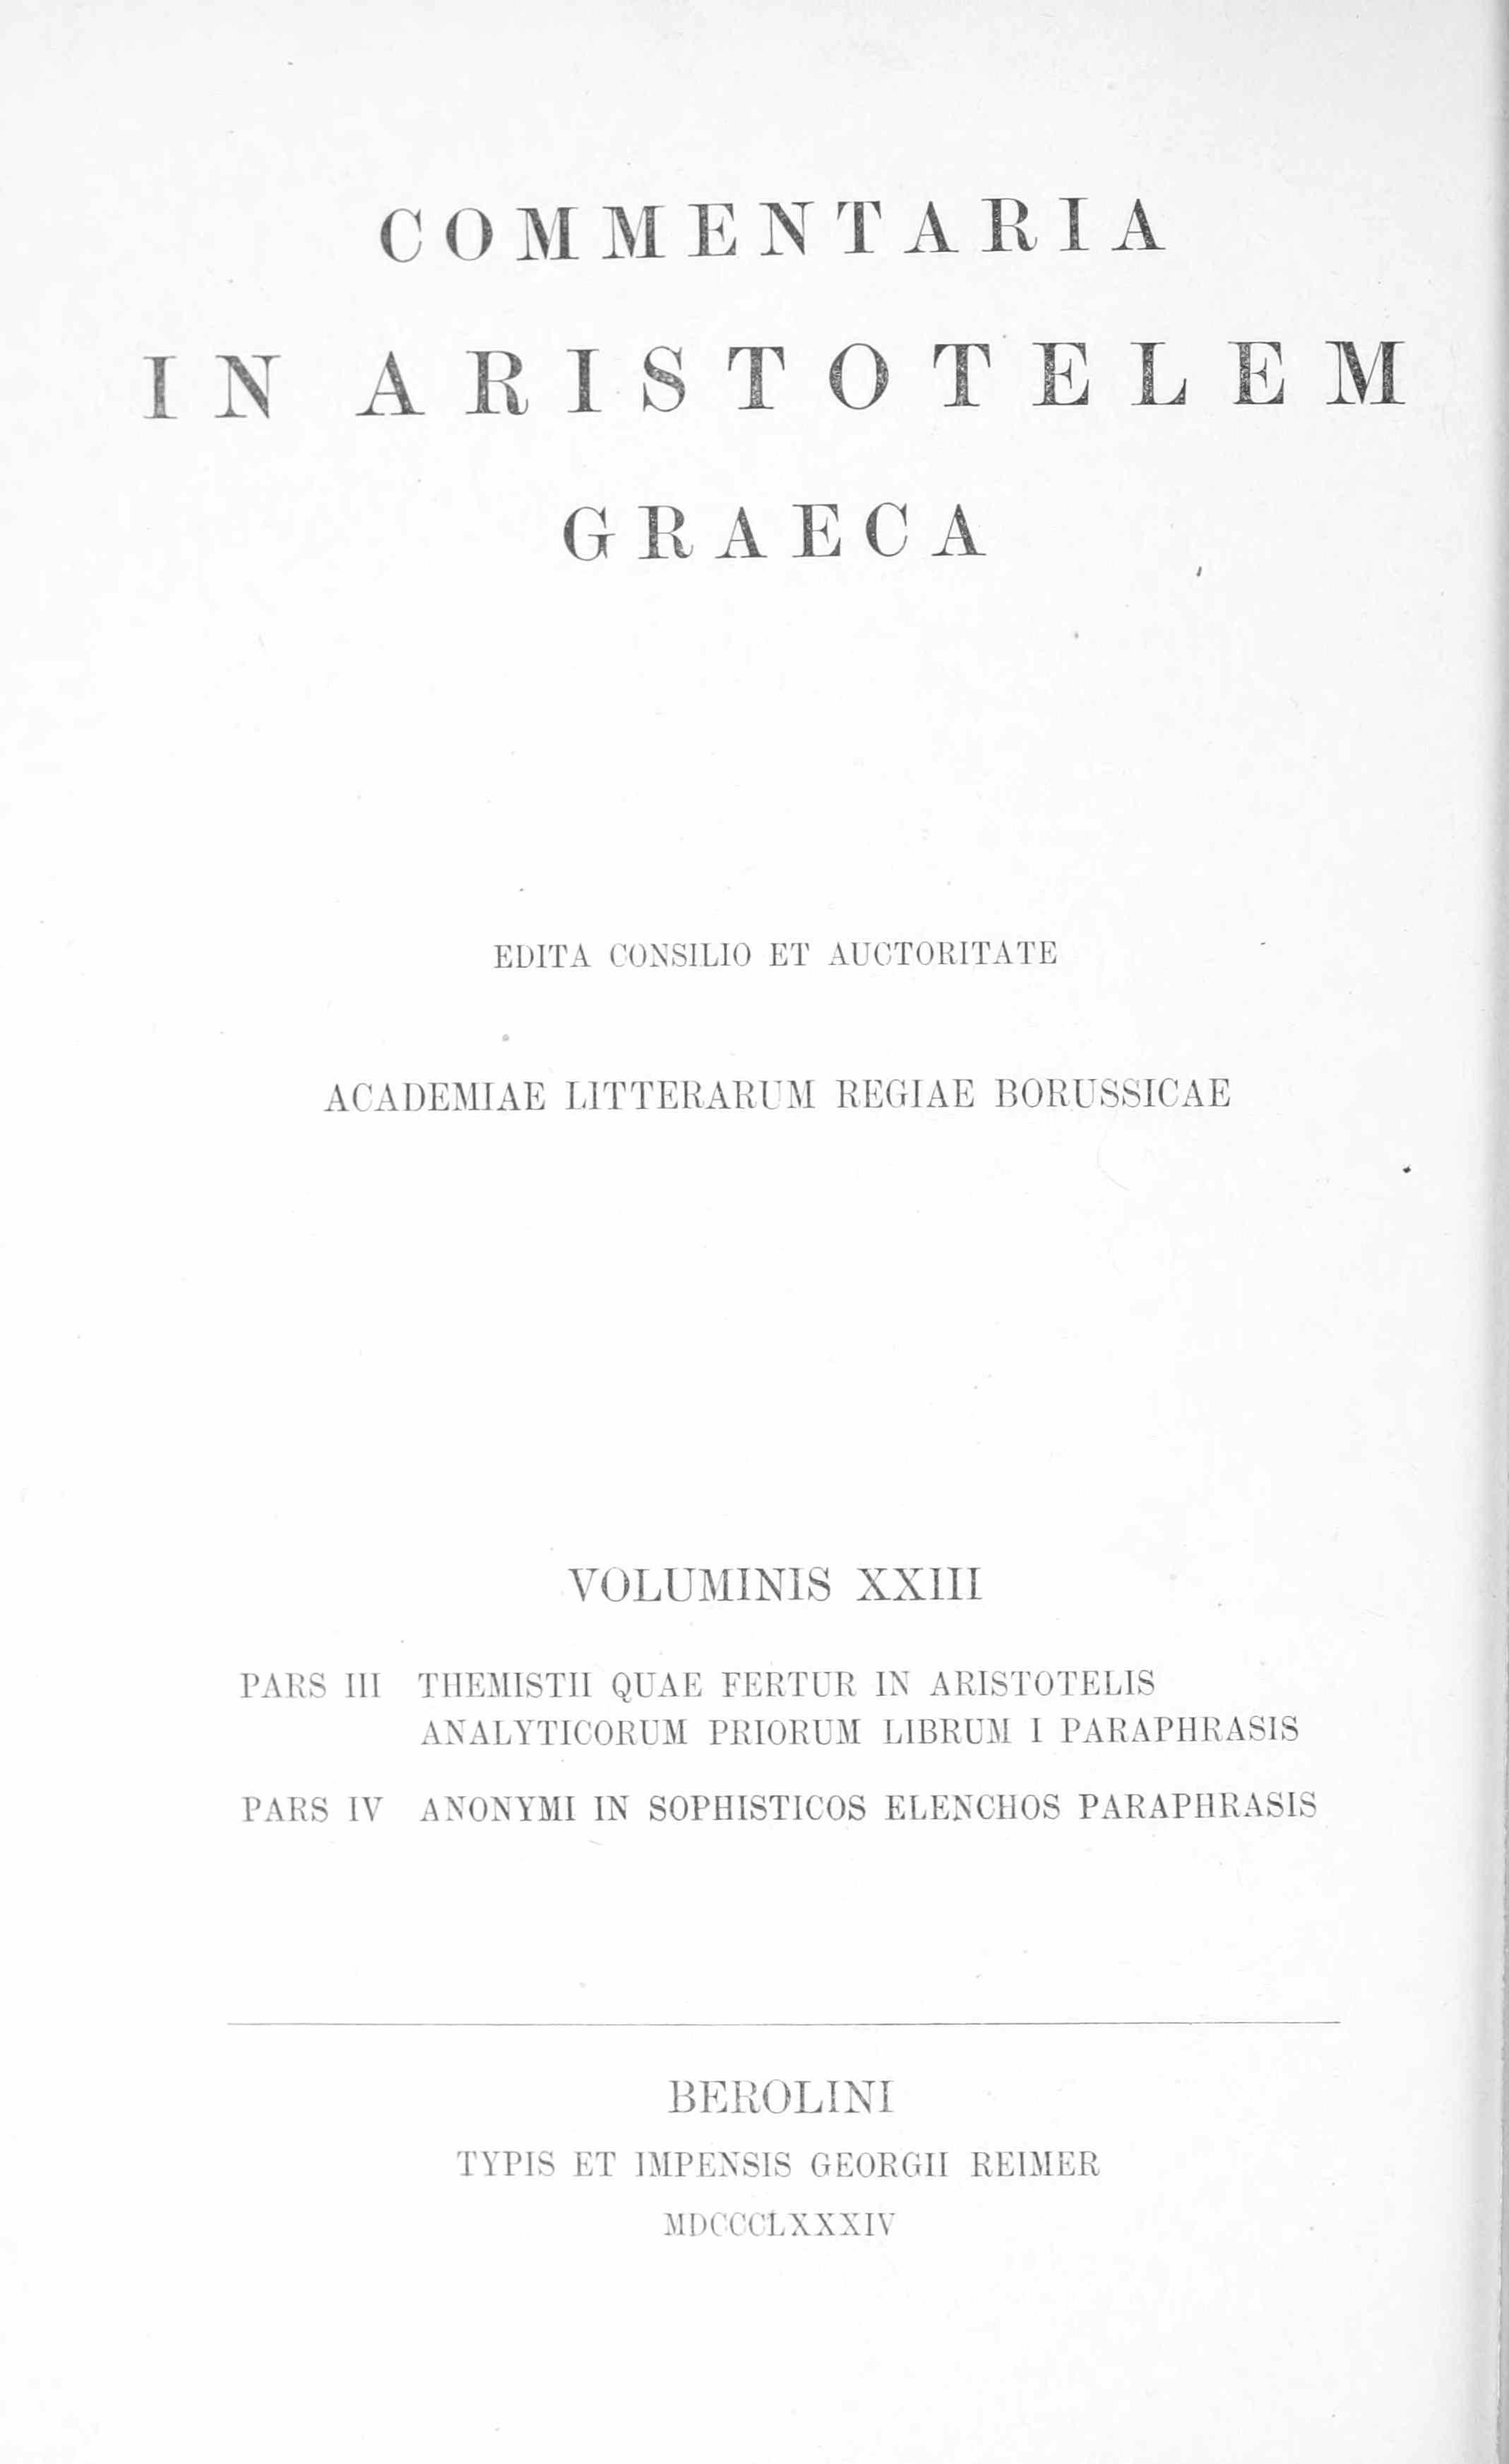 COMMENTARIA
IN ARISTOTELEM
GRAECA
EDITA CONSILIO ET AUCTORITATE
ACADEMIAE LITTERARUM REGIAE BORUSSICAE
VOLUMINIS XXIII
PARS III THEMISTII QUAE FERTUR IN ARISTOTELIS
ANALYTICORUM PRIORUM LIBRUM I PARAPHRASIS
PARS IV ANONYMI IN SOPHISTICOS ELENCHOS PARAPHRASIS
BEROLINI
TYPIS ET IMPENSIS GEORGII REIMER
MDCCCLXXXIV